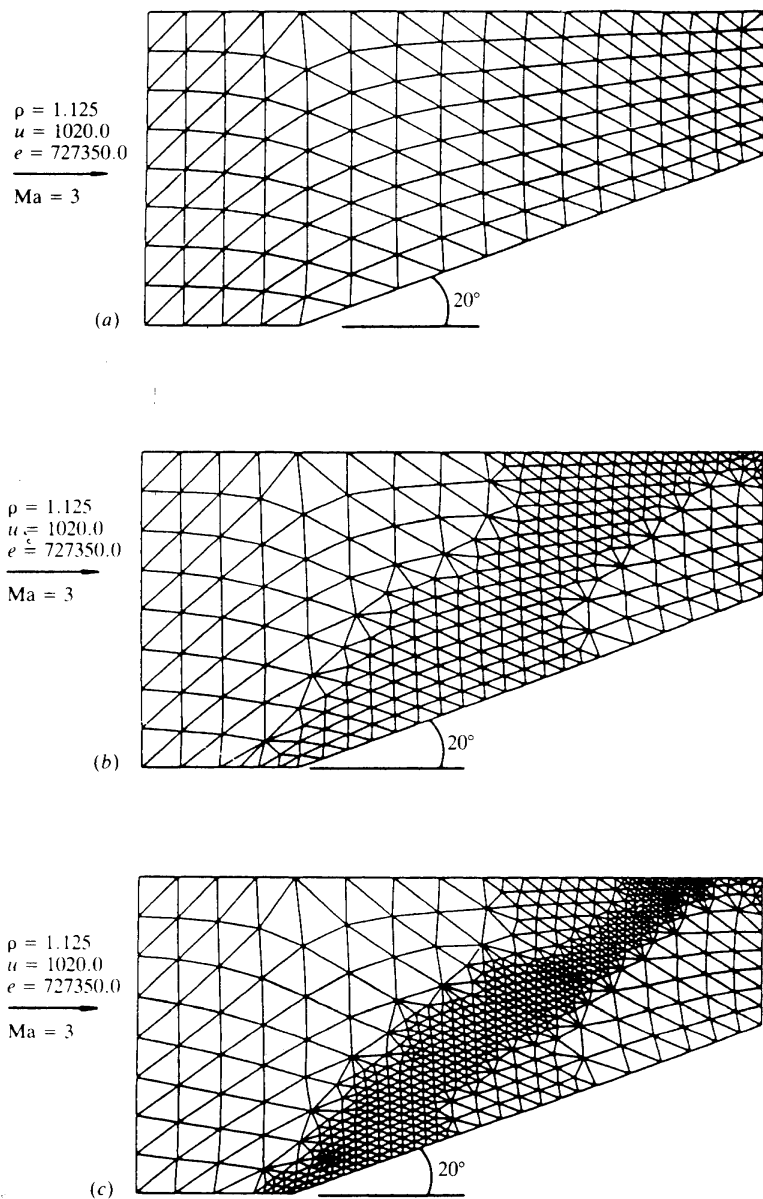 ρ = 1.125
u = 1020.0
e = 727350.0
Ma = 3
20°
(a)
ρ = 1.125
u = 1020.0
e = 727350.0
Ma = 3
20°
(b)
ρ = 1.125
u = 1020.0
e = 727350.0
Ma = 3
20°
(c)